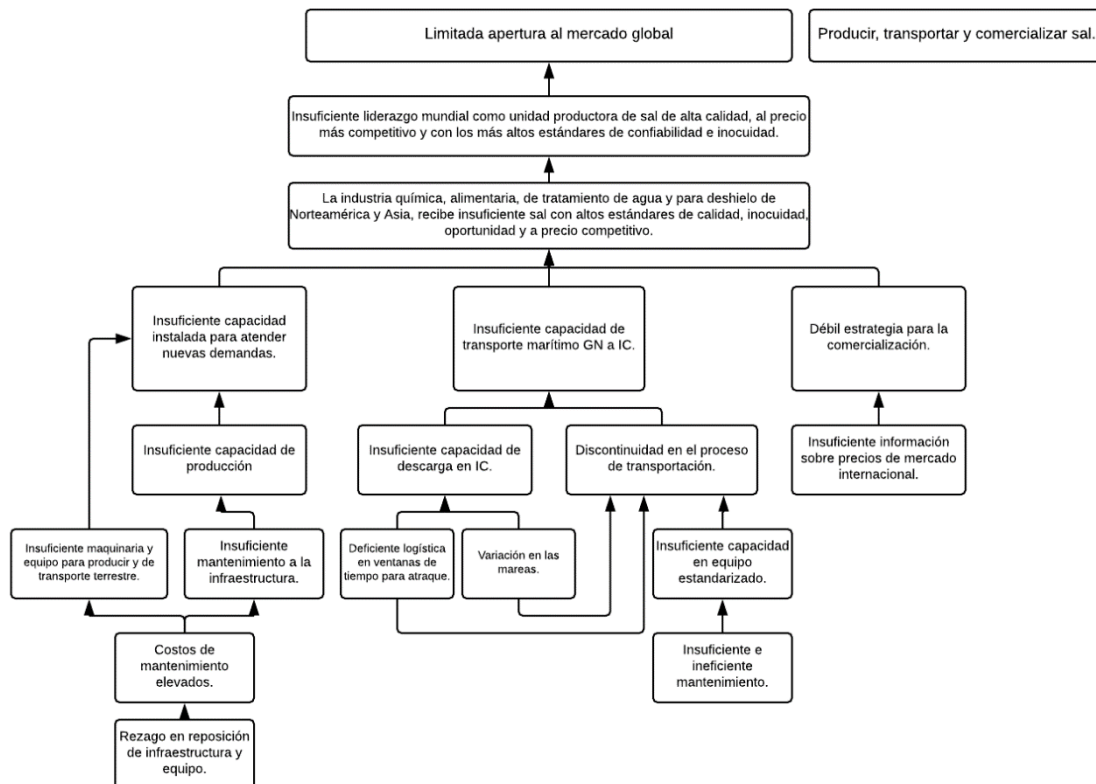 Limitada apertura al mercado global
Producir, transportar y comercializar sal.
Insuficiente liderazgo mundial como unidad productora de sal de alta calidad, al precio
más competitivo y con los más altos estándares de confiabilidad e inocuidad.
La industria química, alimentaria, de tratamiento de agua y para deshielo de
Norteamérica y Asia, recibe insuficiente sal con altos estándares de calidad, inocuidad,
oportunidad y a precio competitivo.
Insuficiente capacidad
instalada para atender
nuevas demandas.
Insuficiente capacidad de
transporte marítimo GN a IC.
Débil estrategia para la
comercialización.
Insuficiente capacidad de
producción
Insuficiente capacidad de
descarga en IC.
Discontinuidad en el proceso
de transportación.
Insuficiente información
sobre precios de mercado
internacional.
Insuficiente maquinaria y
equipo para producir y de
transporte terrestre.
Insuficiente
mantenimiento a la
infraestructura.
Deficiente logística
en ventanas de
tiempo para atraque.
Variación en las
mareas.
Insuficiente capacidad
en equipo
estandarizado.
Costos de
mantenimiento
elevados.
Insuficiente e
ineficiente
mantenimiento.
Rezago en reposición
de infraestructura y
equipo.